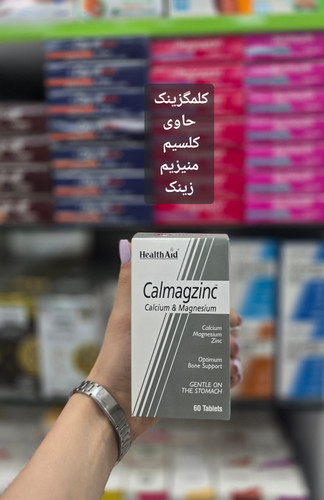 کلمگزینک
حاوی
کلسیم
منیزیم
زینک
HealthAid
Calmagzinc
Calcium & Magnesium
Calcium
Magnesium
Zinc
Optimum
Bone Support
GENTLE ON
THE STOMACH
60 Tablets